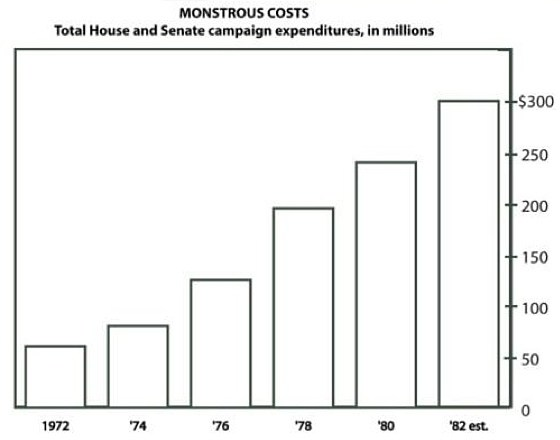 MONSTROUS COSTS
Total House and Senate campaign expenditures, in millions
$300
250
200
150
100
50
0
1972 '74 '76 '78 '80 '82 est.